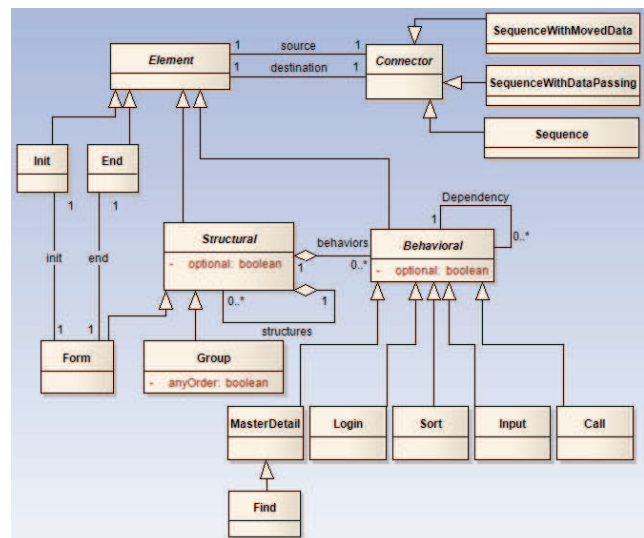 SequenceWithMovedData
Element
1 source 1
1 destination 1
Connector
SequenceWithDataPassing
Sequence
Init
End
1
1
Dependency
1
0..*
Structural
- optional: boolean
behaviors
1
0..*
Behavioral
- optional: boolean
init
end
0..*
1
structures
1
1
Form
Group
- anyOrder: boolean
MasterDetail
Login
Sort
Input
Call
Find